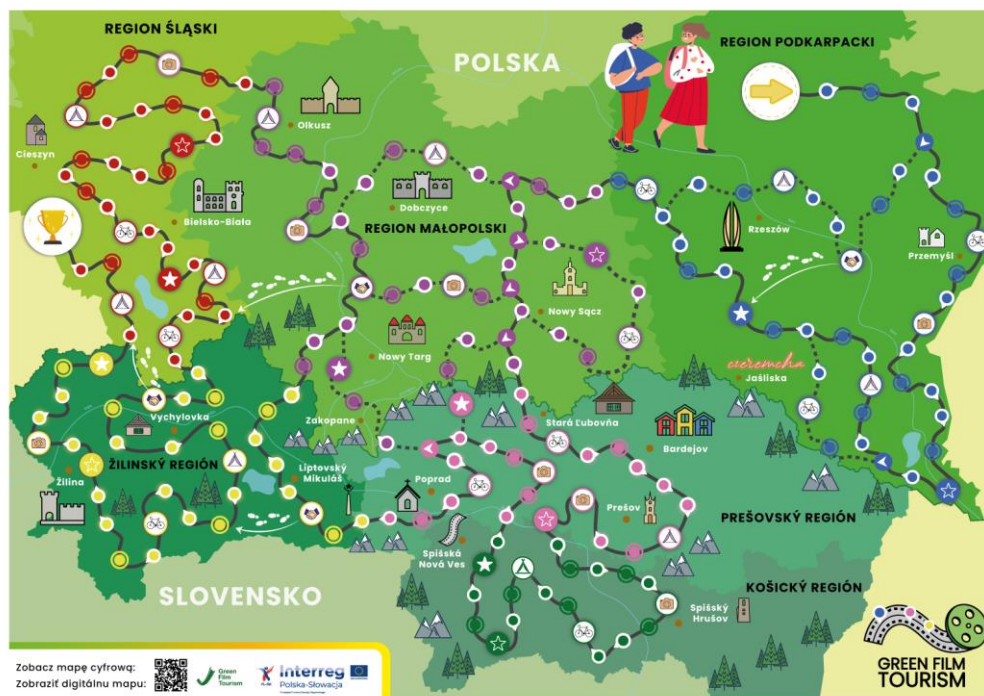 REGION ŚLĄSKI
POLSKA
REGION PODKARPACKI
Olkusz
Cieszyn
Bielsko-Biała
Dobczyce
REGION MAŁOPOLSKI
Rzeszów
Przemyśl
Nowy Sącz
Nowy Targ
czeremcha
Jaśliska
Zakopane
Stará Ľubovňa
Vychylovka
Bardejov
ŽILINSKÝ REGIÓN
Liptovský
Mikuláš
Poprad
Žilina
Prešov
PREŠOVSKÝ REGIÓN
Spišská
Nová Ves
KOŠICKÝ REGIÓN
SLOVENSKO
Spišský
Hrušov
Zobacz mapę cyfrową:
Zobraziť digitálnu mapu:
Green
Film
Tourism
Interreg
Polska-Słowacja
GREEN FILM
TOURISM